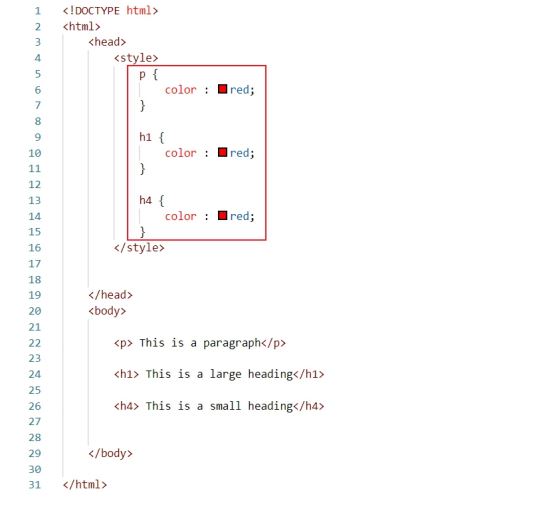 1 <!DOCTYPE html>
2 <html>
3 <head>
4 <style>
5 p {
6 color : red;
7 }
8
9 h1 {
10 color : red;
11 }
12
13 h4 {
14 color : red;
15 }
16 </style>
17
18
19 </head>
20 <body>
21
22 <p> This is a paragraph</p>
23
24 <h1> This is a large heading</h1>
25
26 <h4> This is a small heading</h4>
27
28
29 </body>
30
31 </html>